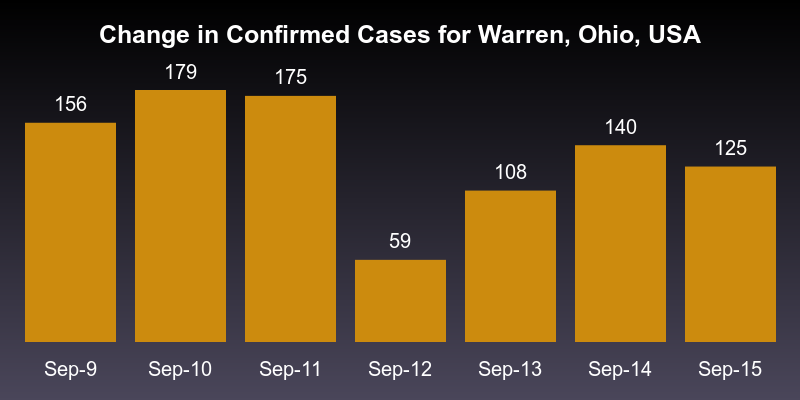 Change in Confirmed Cases for Warren, Ohio, USA
156 179 175 59 108 140 125
Sep-9 Sep-10 Sep-11 Sep-12 Sep-13 Sep-14 Sep-15